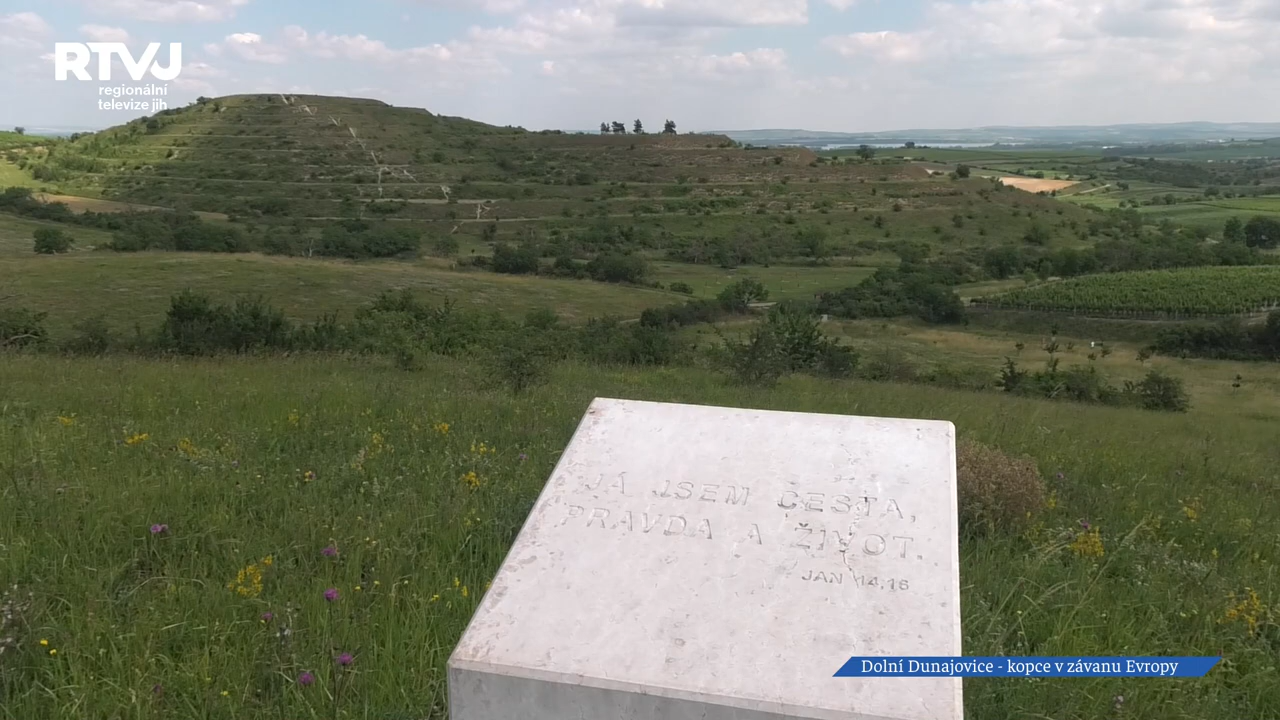 RTVJ
regionální
televize jih
JÁ JSEM CESTA,
PRAVDA A ŽIVOT.
JAN 14,16
Dolní Dunajovice - kopce v závanu Evropy